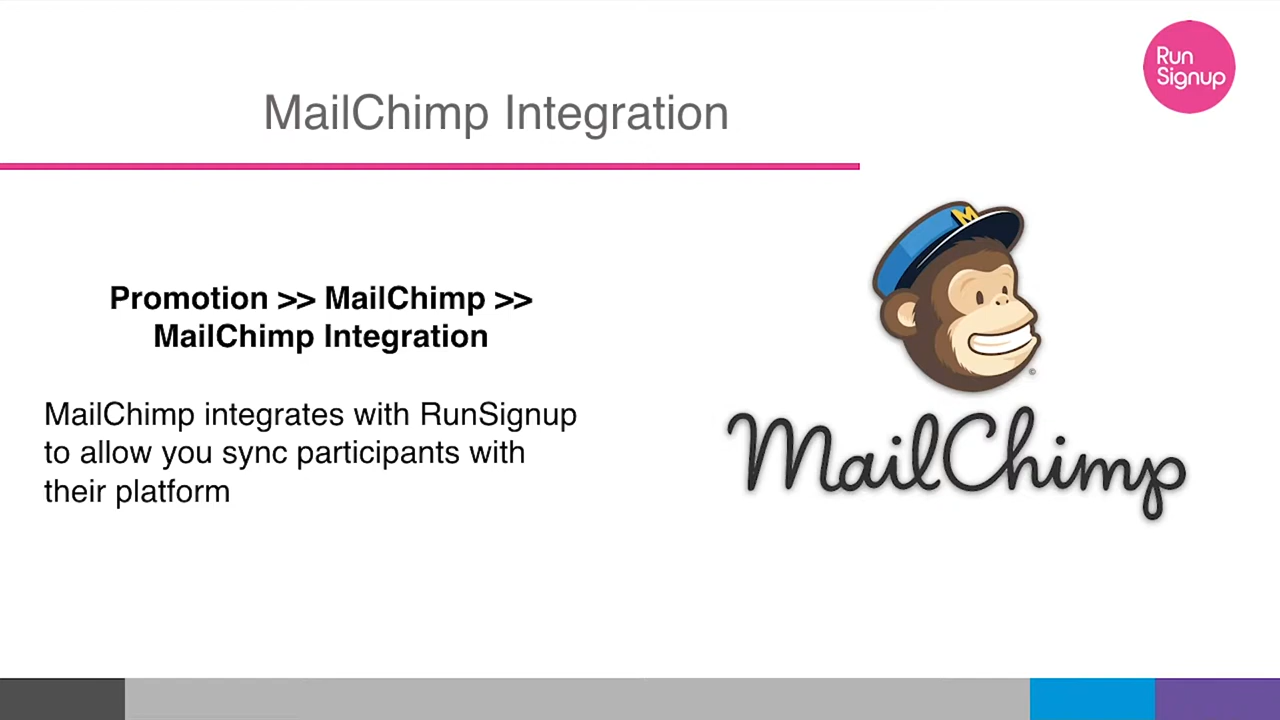 Run
Signup
MailChimp Integration
M
Promotion >> MailChimp >>
MailChimp Integration
MailChimp integrates with RunSignup
to allow you sync participants with
their platform
©
MailChimp